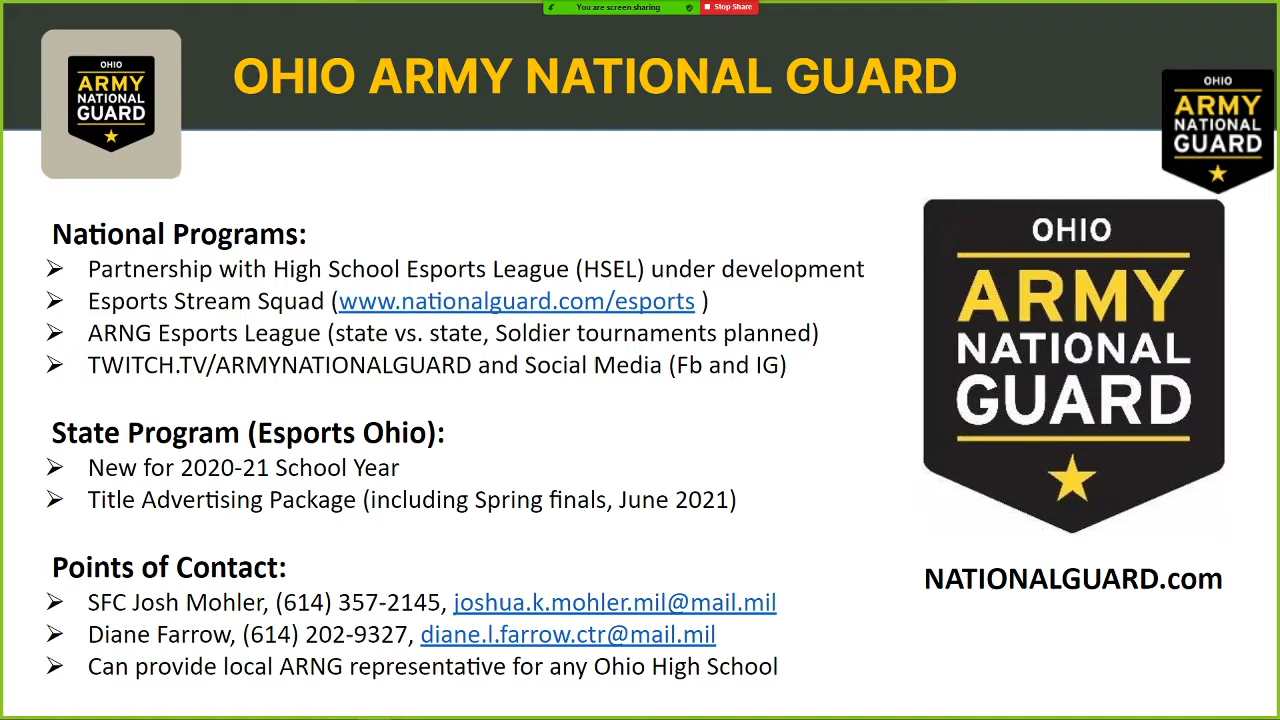 You are screen sharing
Stop Share
OHIO
ARMY
NATIONAL
GUARD
OHIO ARMY NATIONAL GUARD
OHIO
ARMY
NATIONAL
GUARD
National Programs:
➢ Partnership with High School Esports League (HSEL) under development
➢ Esports Stream Squad (www.nationalguard.com/esports )
➢ ARNG Esports League (state vs. state, Soldier tournaments planned)
➢ TWITCH.TV/ARMYNATIONALGUARD and Social Media (Fb and IG)
State Program (Esports Ohio):
➢ New for 2020-21 School Year
➢ Title Advertising Package (including Spring finals, June 2021)
Points of Contact:
➢ SFC Josh Mohler, (614) 357-2145, joshua.k.mohler.mil@mail.mil
➢ Diane Farrow, (614) 202-9327, diane.l.farrow.ctr@mail.mil
➢ Can provide local ARNG representative for any Ohio High School
OHIO
ARMY
NATIONAL
GUARD
NATIONALGUARD.com